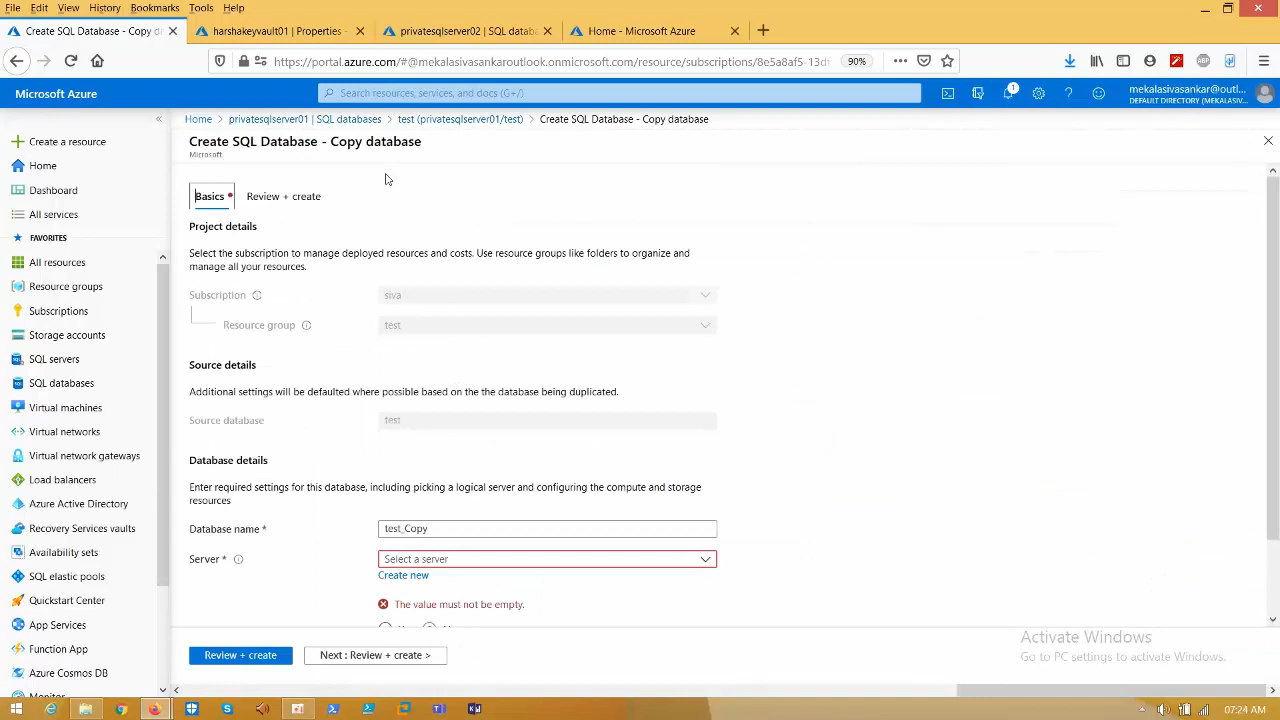 File Edit View History Bookmarks Tools Help
Create SQL Database - Copy da
harshakeyvault01 | Properties -
privatesqlserver02 | SQL datab
Home - Microsoft Azure
https://portal.azure.com/#@mekalasivasankaroutlook.onmicrosoft.com/resource/subscriptions/8e5a8af5-13df
90%
Microsoft Azure
Search resources, services, and docs (G+/)
1
mekalasivasankar@outl...
DEFAULT DIRECTORY (MEKALASIV...
Create a resource
Home
Dashboard
All services
FAVORITES
All resources
Resource groups
Subscriptions
Storage accounts
SQL servers
SQL databases
Virtual machines
Virtual networks
Virtual network gateways
Load balancers
Azure Active Directory
Recovery Services vaults
Availability sets
SQL elastic pools
Quickstart Center
App Services
Function App
Azure Cosmos DB
Monitor
Home > privatesqlserver01 | SQL databases > test (privatesqlserver01/test) > Create SQL Database - Copy database
Create SQL Database - Copy database
Microsoft
Basics Review + create
Project details
Select the subscription to manage deployed resources and costs. Use resource groups like folders to organize and
manage all your resources.
Subscription siva
Resource group test
Source details
Additional settings will be defaulted where possible based on the the database being duplicated.
Source database test
Database details
Enter required settings for this database, including picking a logical server and configuring the compute and storage
resources
Database name * test_Copy
Server * Select a server
Create new
The value must not be empty.
Review + create
Next : Review + create >
Activate Windows
Go to PC settings to activate Windows.
07:24 AM